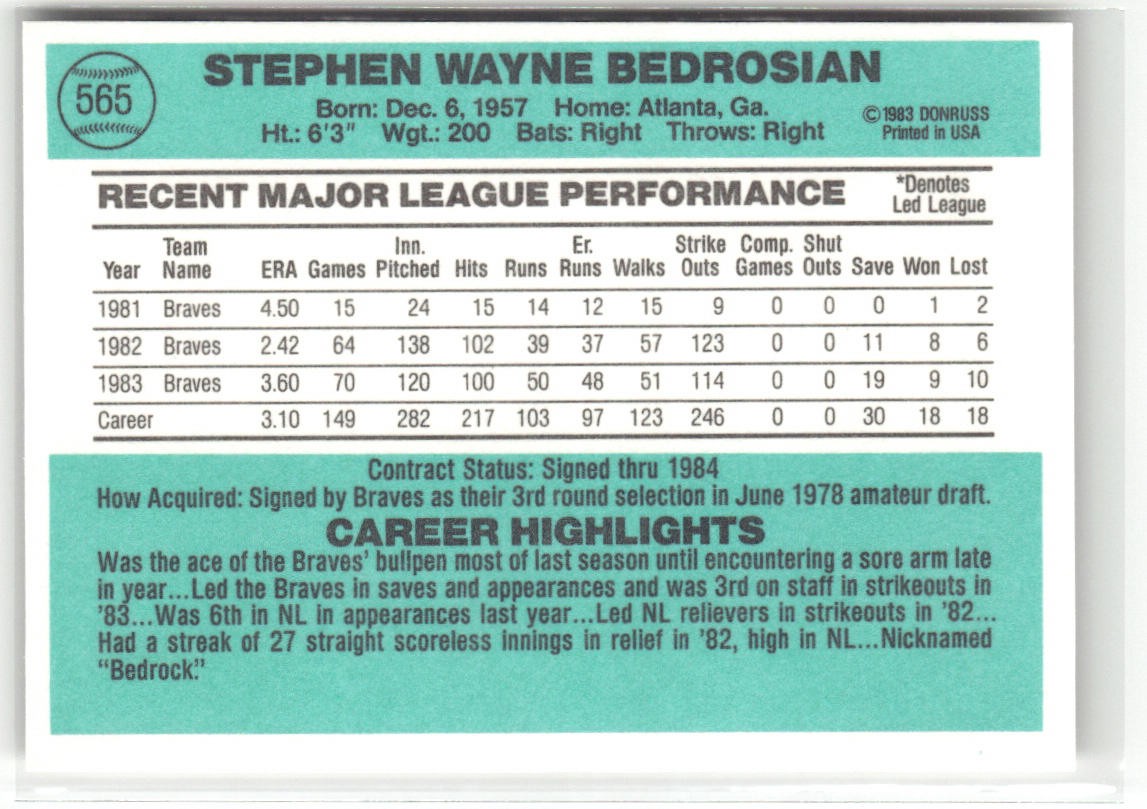 565
STEPHEN WAYNE BEDROSIAN
Born: Dec. 6, 1957 Home: Atlanta, Ga.
Ht.: 6'3" Wgt.: 200 Bats: Right Throws: Right
©1983 DONRUSS
Printed in USA
RECENT MAJOR LEAGUE PERFORMANCE
*Denotes
Led League
Year Team Name ERA Games Inn. Pitched Hits Runs Er. Runs Walks Strike Outs Comp. Games Shut Outs Save Won Lost
1981 Braves 4.50 15 24 15 14 12 15 9 0 0 0 1 2
1982 Braves 2.42 64 138 102 39 37 57 123 0 0 11 8 6
1983 Braves 3.60 70 120 100 50 48 51 114 0 0 19 9 10
Career 3.10 149 282 217 103 97 123 246 0 0 30 18 18
Contract Status: Signed thru 1984
How Acquired: Signed by Braves as their 3rd round selection in June 1978 amateur draft.
CAREER HIGHLIGHTS
Was the ace of the Braves' bullpen most of last season until encountering a sore arm late
in year...Led the Braves in saves and appearances and was 3rd on staff in strikeouts in
'83...Was 6th in NL in appearances last year...Led NL relievers in strikeouts in '82...
Had a streak of 27 straight scoreless innings in relief in '82, high in NL...Nicknamed
"Bedrock."